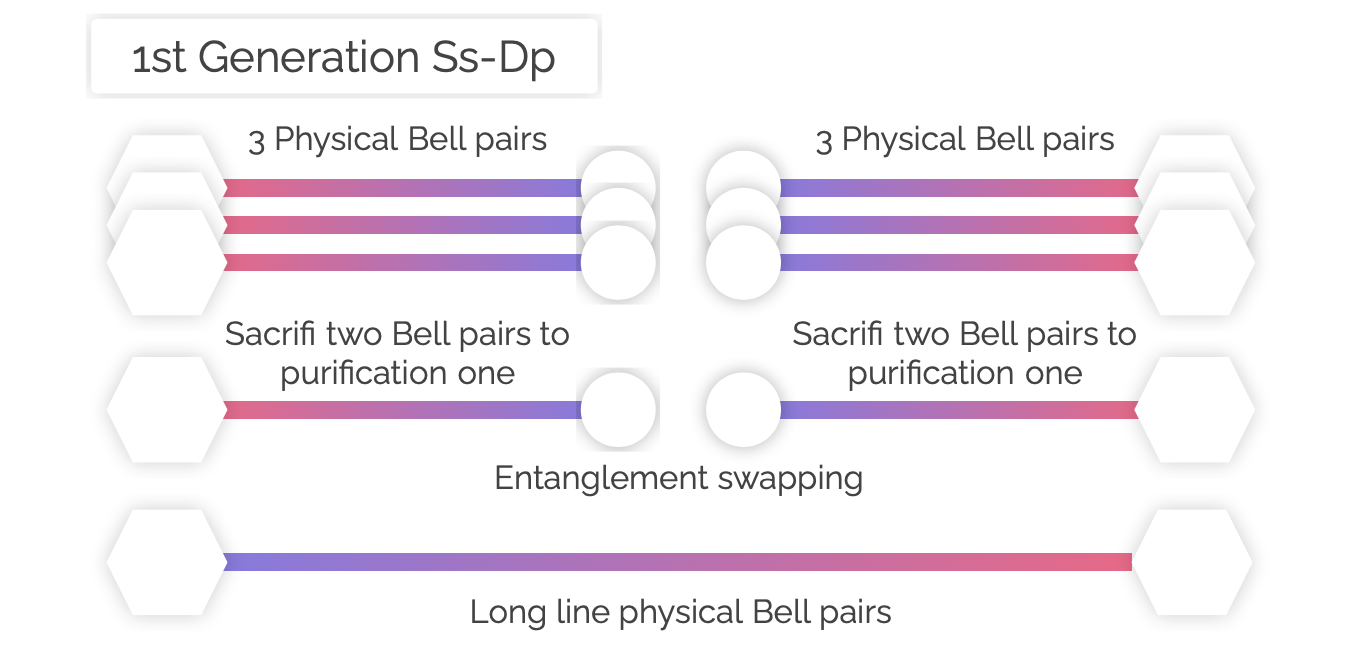 1st Generation Ss-Dp
3 Physical Bell pairs
3 Physical Bell pairs
Sacrifi two Bell pairs to
purification one
Sacrifi two Bell pairs to
purification one
Entanglement swapping
Long line physical Bell pairs